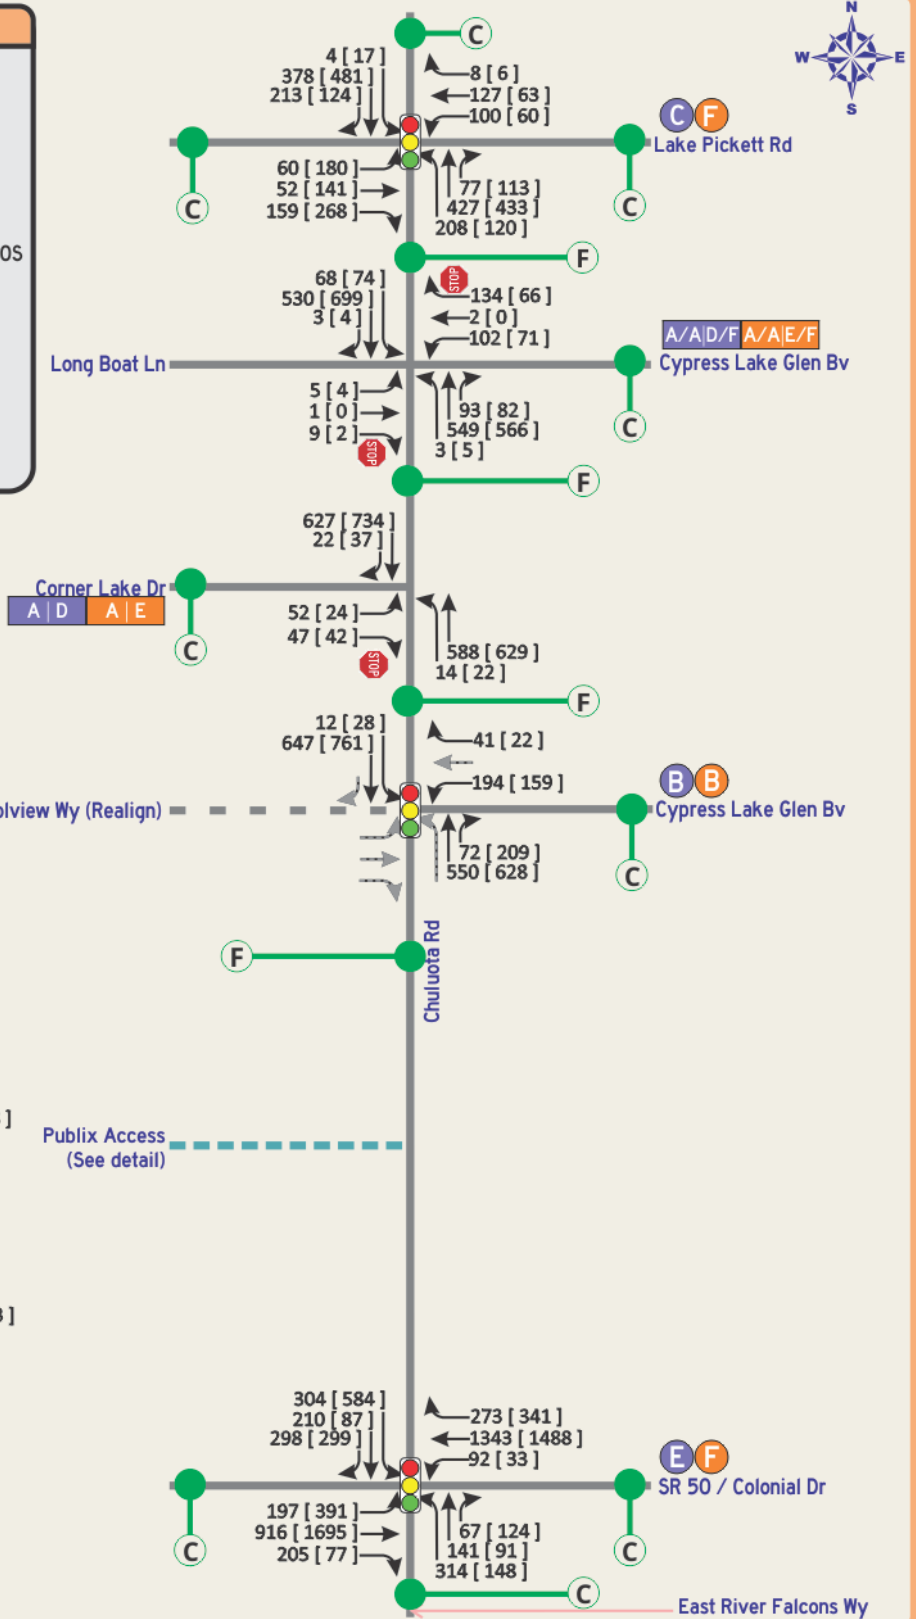 N
W E
S
C
4 [ 17 ]
378 [ 481 ]
213 [ 124 ]
8 [ 6 ]
127 [ 63 ]
100 [ 60 ]
C F
Lake Pickett Rd
60 [ 180 ]
52 [ 141 ]
159 [ 268 ]
77 [ 113 ]
427 [ 433 ]
208 [ 120 ]
C
C
OS
F
STOP
68 [ 74 ]
530 [ 699 ]
3 [ 4 ]
134 [ 66 ]
2 [ 0 ]
102 [ 71 ]
A/A|D/F A/A|E/F
Long Boat Ln
Cypress Lake Glen Bv
5 [ 4 ]
1 [ 0 ]
9 [ 2 ]
STOP
93 [ 82 ]
549 [ 566 ]
3 [ 5 ]
C
F
627 [ 734 ]
22 [ 37 ]
Corner Lake Dr
A | D A | E
52 [ 24 ]
47 [ 42 ]
STOP
588 [ 629 ]
14 [ 22 ]
C
F
12 [ 28 ]
647 [ 761 ]
41 [ 22 ]
194 [ 159 ]
B B
olview Wy (Realign)
Cypress Lake Glen Bv
72 [ 209 ]
550 [ 628 ]
C
F
Chuluota Rd
]
Publix Access
(See detail)
3 ]
304 [ 584 ]
210 [ 87 ]
298 [ 299 ]
273 [ 341 ]
1343 [ 1488 ]
92 [ 33 ]
E F
SR 50 / Colonial Dr
197 [ 391 ]
916 [ 1695 ]
205 [ 77 ]
67 [ 124 ]
141 [ 91 ]
314 [ 148 ]
C
C
C
East River Falcons Wy